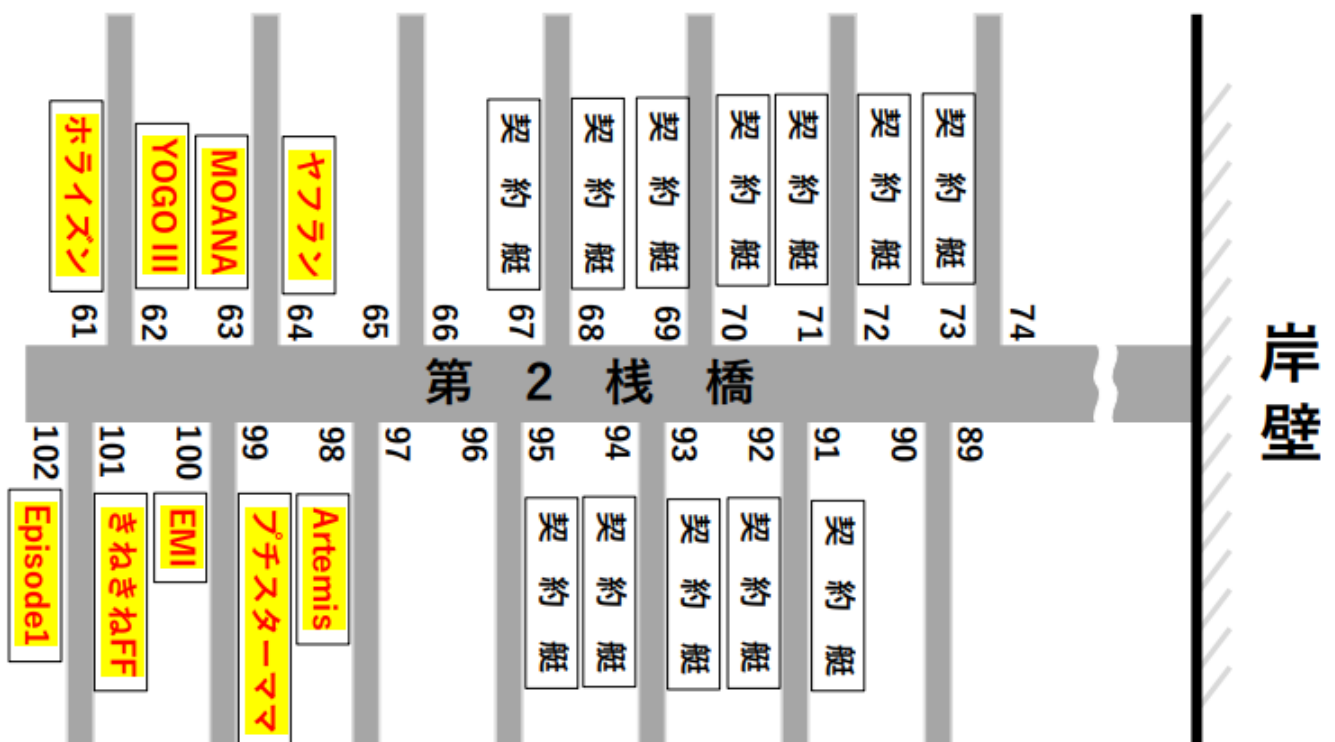 ホライズン
YOGO III
MOANA
ヤフラン
契約艇
契約艇
契約艇
契約艇
契約艇
契約艇
契約艇
61
62
63
64
65
66
67
68
69
70
71
72
73
74
第2桟橋
岸壁
102
101
100
99
98
97
96
95
94
93
92
91
90
89
Episode1
きねきねFF
EMI
プチスターママ
Artemis
契約艇
契約艇
契約艇
契約艇
契約艇